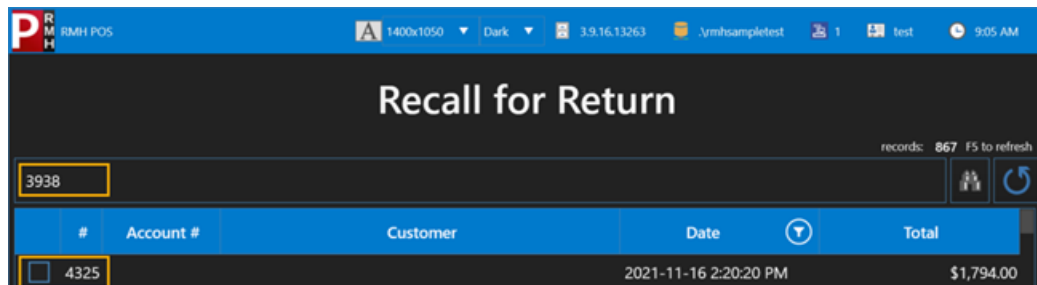 P RMH RMH POS A 1400x1050 Dark 3.9.16.13263 .\rmhsampletest 1 test 9:05 AM
Recall for Return
records: 867 F5 to refresh
3938
# Account # Customer Date Total
4325 2021-11-16 2:20:20 PM $1,794.00